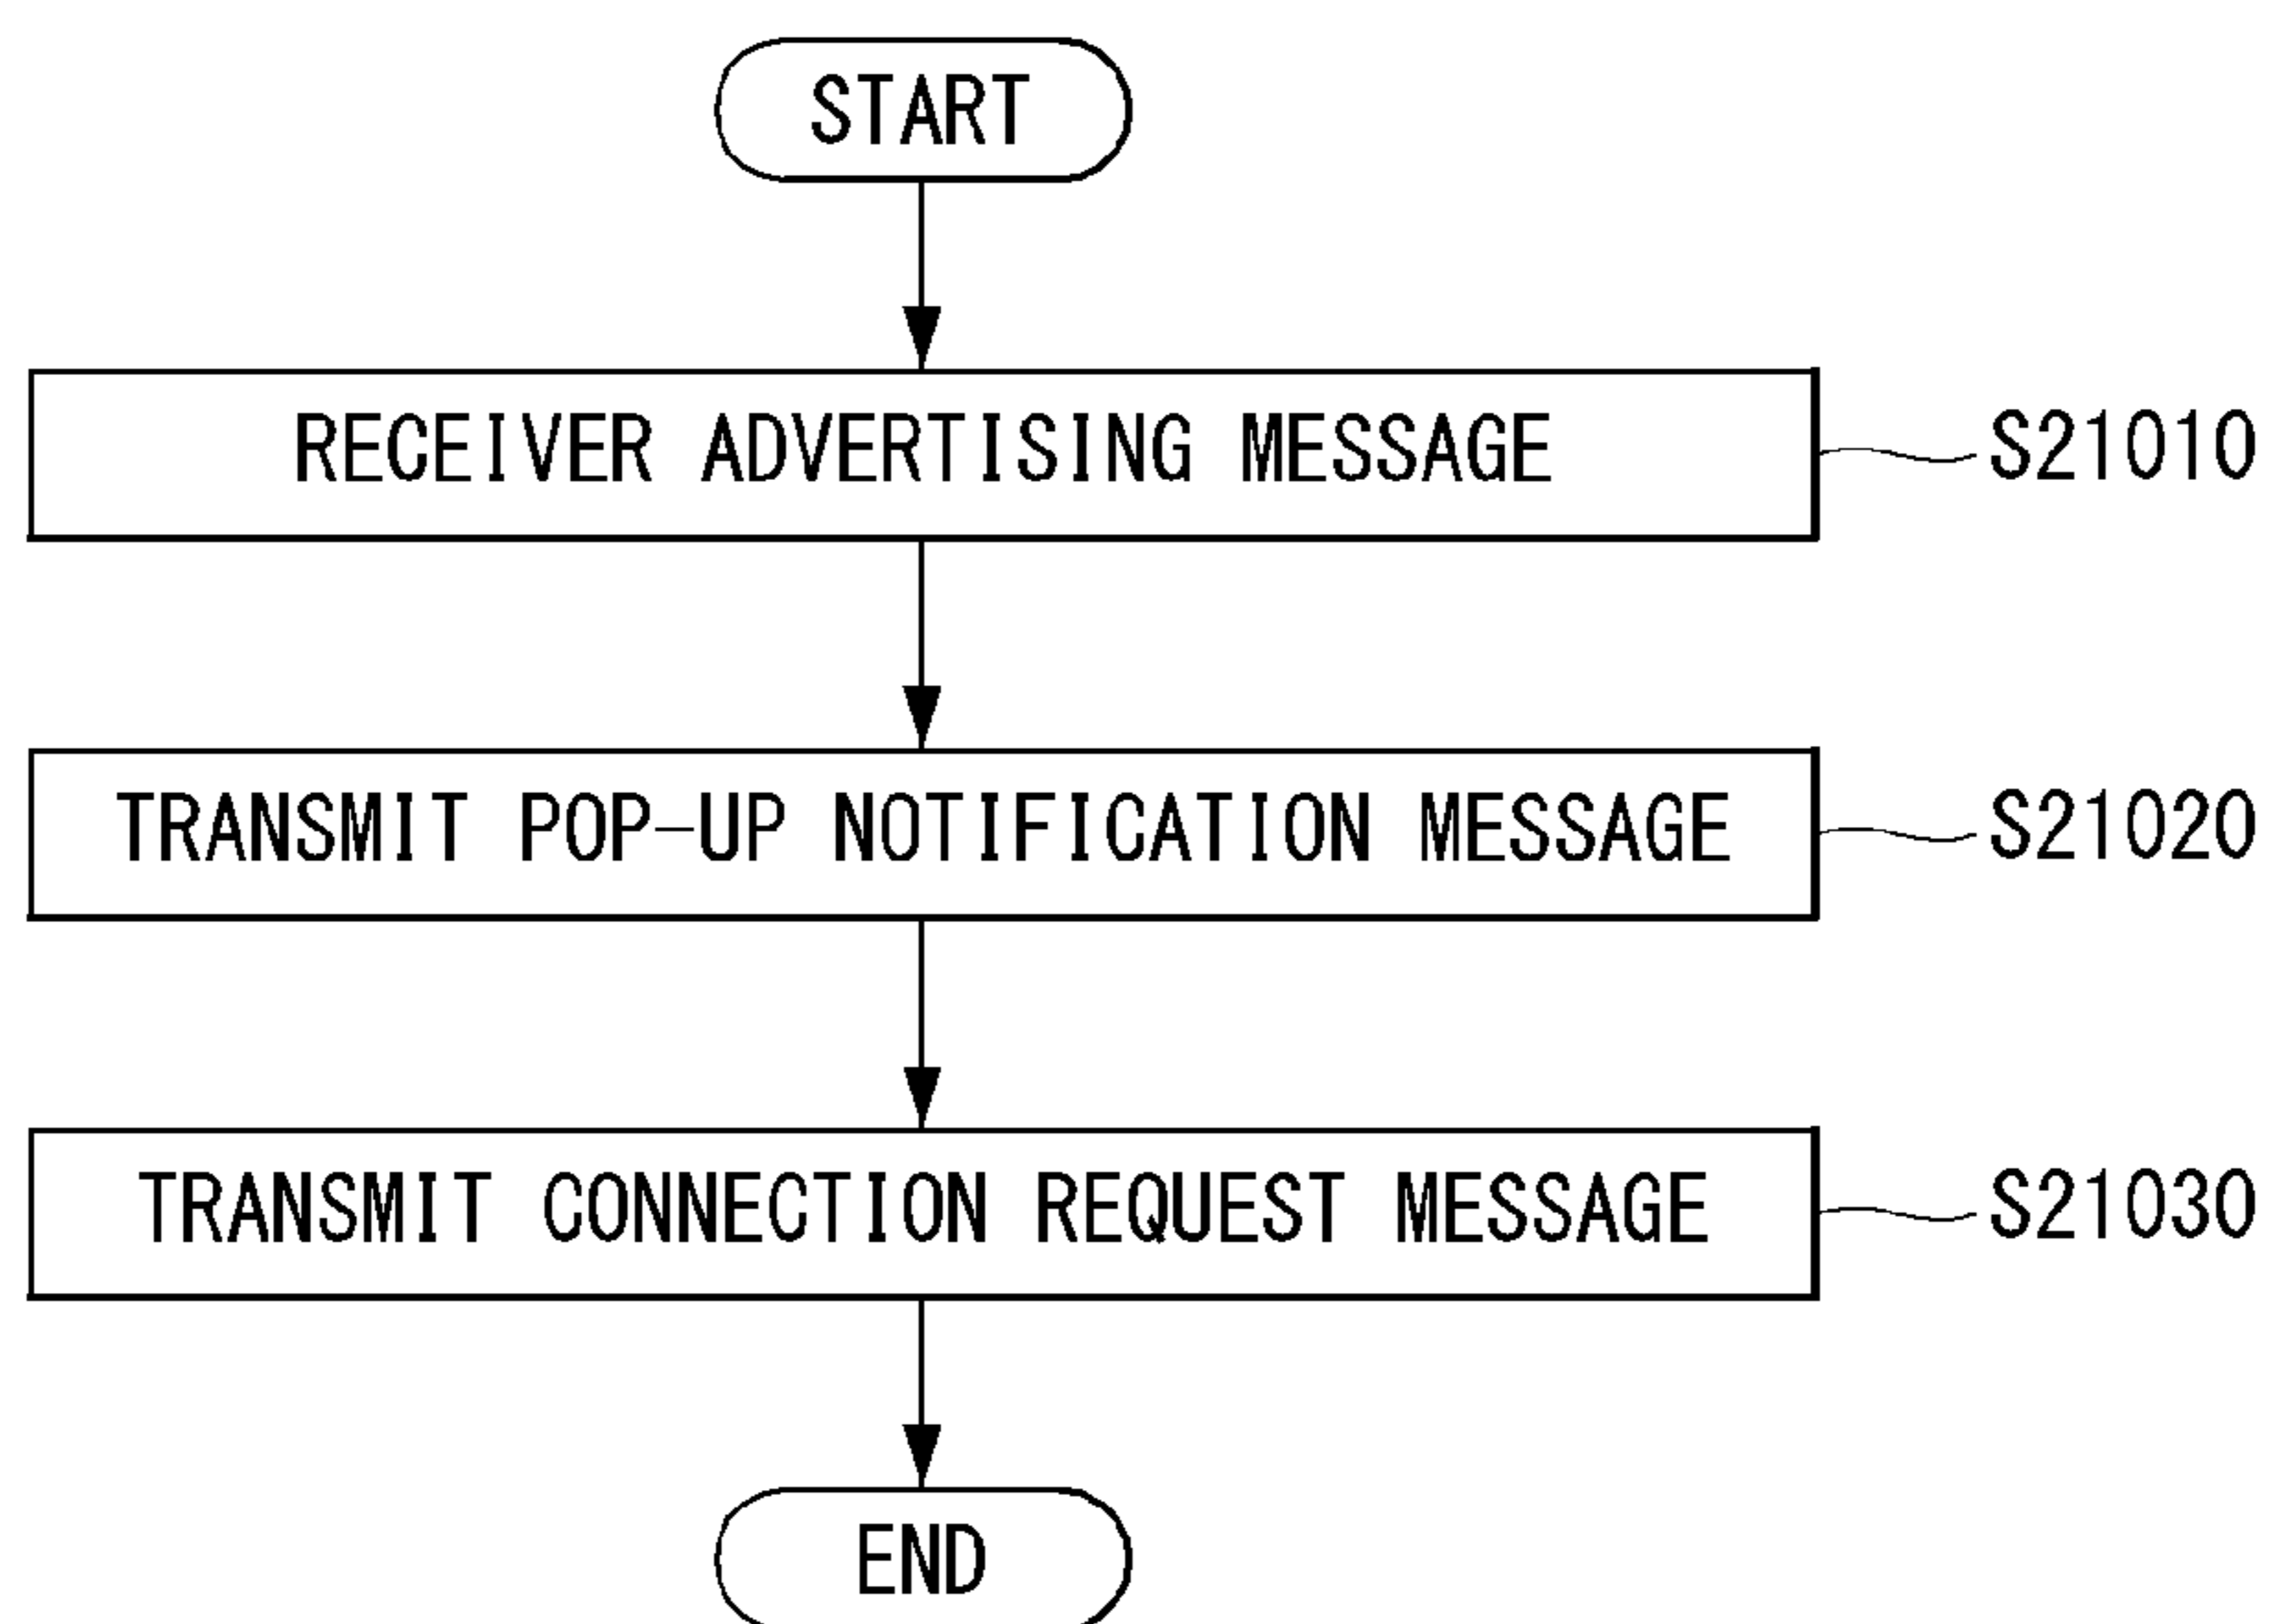 START
RECEIVER ADVERTISING MESSAGE
S21010
TRANSMIT POP-UP NOTIFICATION MESSAGE
S21020
TRANSMIT CONNECTION REQUEST MESSAGE
S21030
END